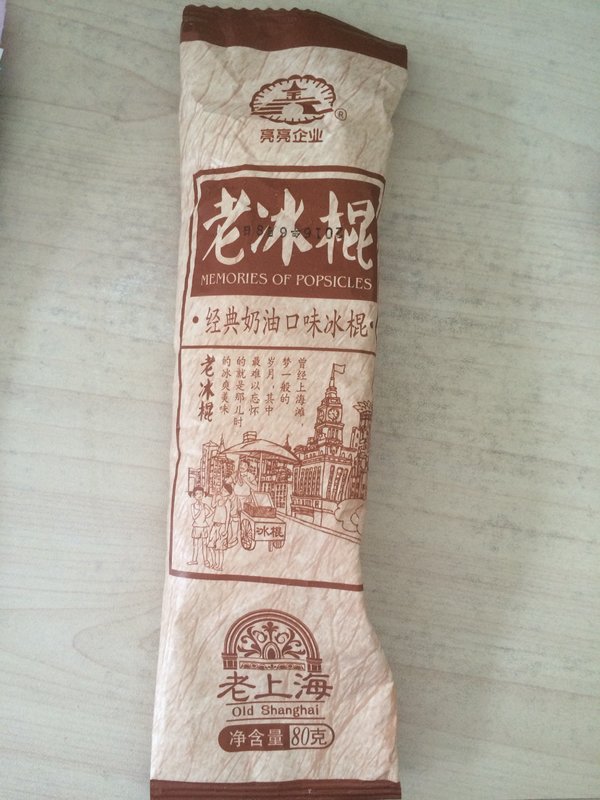 亮亮企业
®
老冰棍
MEMORIES OF POPSICLES
·经典奶油口味冰棍·
曾经上海滩，
梦一般的
岁月，其中
最难以忘怀
的就是那儿时
的冰爽美味
老冰棍
冰棍
老上海
Old Shanghai
净含量 80克